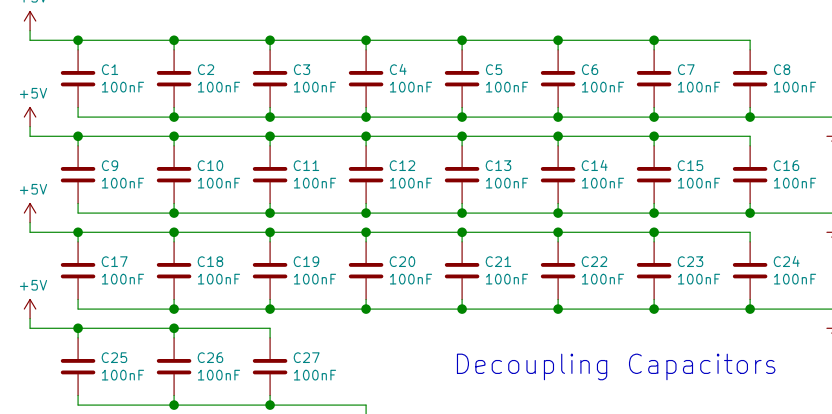 +5V
C1 C2 C3 C4 C5 C6 C7 C8
100nF 100nF 100nF 100nF 100nF 100nF 100nF 100nF
+5V
C9 C10 C11 C12 C13 C14 C15 C16
100nF 100nF 100nF 100nF 100nF 100nF 100nF 100nF
+5V
C17 C18 C19 C20 C21 C22 C23 C24
100nF 100nF 100nF 100nF 100nF 100nF 100nF 100nF
+5V
C25 C26 C27
100nF 100nF 100nF
Decoupling Capacitors